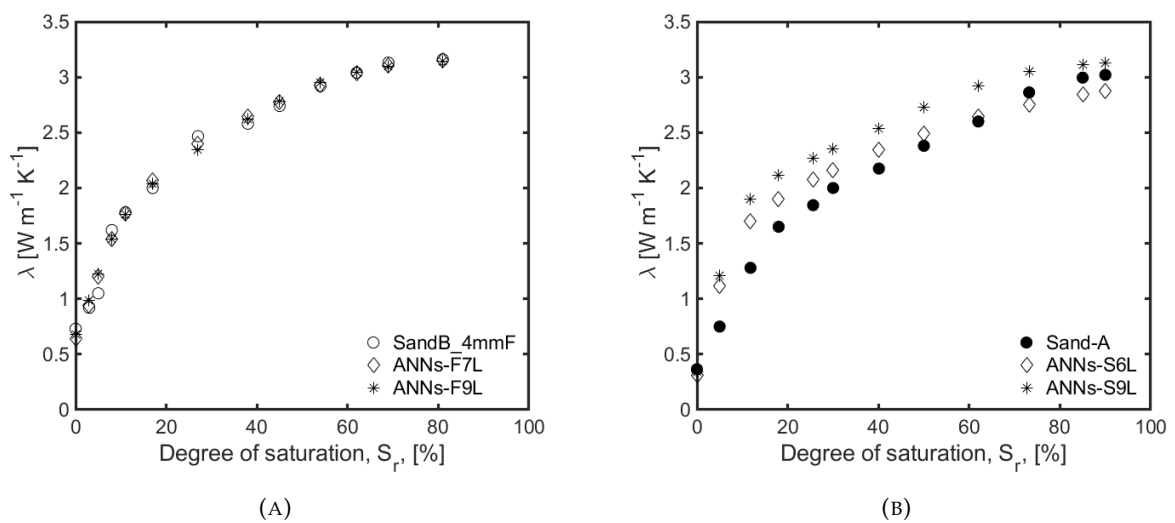 3.5
3
2.5
2
1.5
1
0.5
0
λ [W m⁻¹ K⁻¹]
SandB_4mmF
ANNs-F7L
ANNs-F9L
0 20 40 60 80 100
Degree of saturation, Sᵣ, [%]
(A)
3.5
3
2.5
2
1.5
1
0.5
0
λ [W m⁻¹ K⁻¹]
Sand-A
ANNs-S6L
ANNs-S9L
0 20 40 60 80 100
Degree of saturation, Sᵣ, [%]
(B)